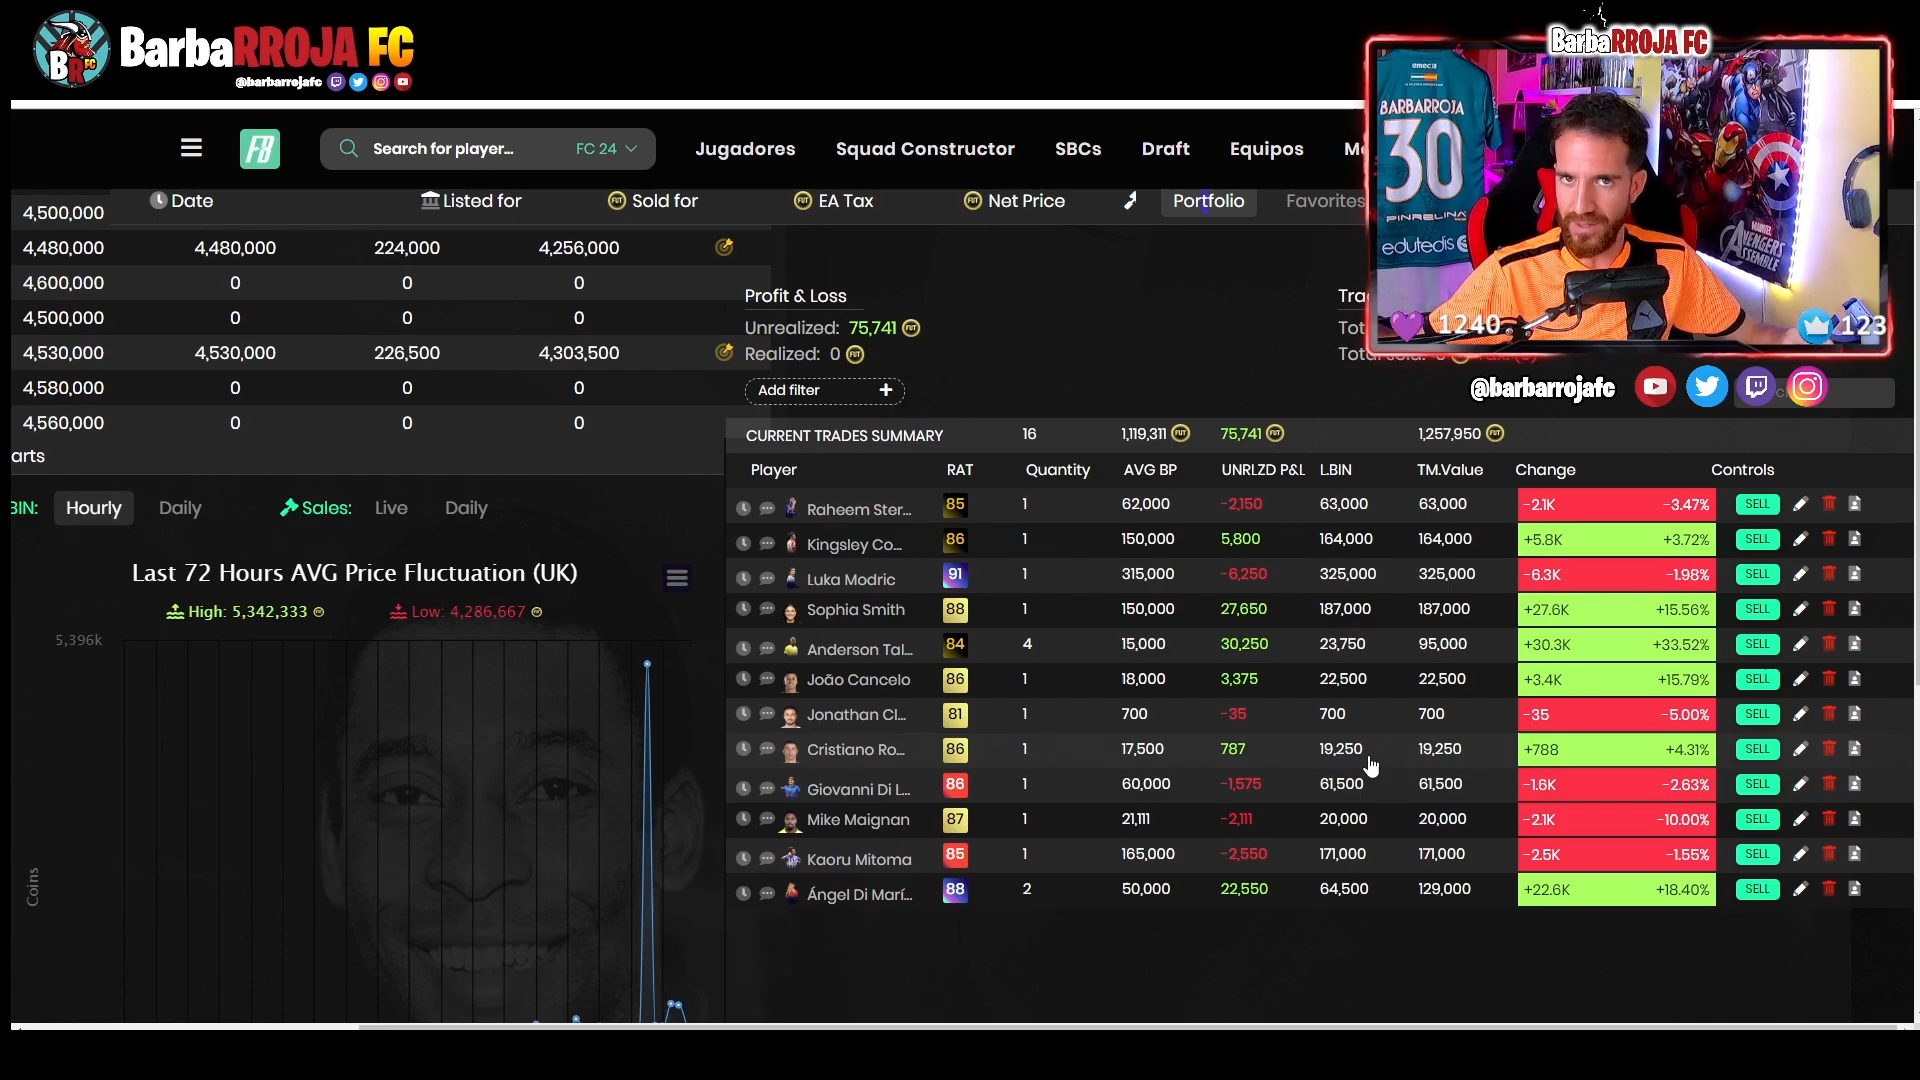 BarbaRROJA FC
@barbarrojafc
BarbaRROJA FC
BARBARROJA
30
PINRELINA
edutedis
AVENGERS
ASSEMBLE
1240
123
@barbarrojafc
Search for player... FC 24
Jugadores Squad Constructor SBCs Draft Equipos
Date Listed for Sold for EA Tax Net Price Portfolio Favorites
4,500,000
4,480,000 4,480,000 224,000 4,256,000
4,600,000 0 0 0
4,500,000 0 0 0
4,530,000 4,530,000 226,500 4,303,500
4,580,000 0 0 0
4,560,000 0 0 0
arts
BIN: Hourly Daily Sales: Live Daily
Last 72 Hours AVG Price Fluctuation (UK)
High: 5,342,333 Low: 4,286,667
5,396k
Coins
Profit & Loss
Unrealized: 75,741
Realized: 0
Add filter +
CURRENT TRADES SUMMARY 16 1,119,311 75,741 1,257,950
Player RAT Quantity AVG BP UNRLZD P&L L.BIN TM.Value Change Controls
Raheem Ster... 85 1 62,000 -2,150 63,000 63,000 -2.1K -3.47% SELL
Kingsley Co... 86 1 150,000 5,800 164,000 164,000 +5.8K +3.72% SELL
Luka Modric 91 1 315,000 -6,250 325,000 325,000 -6.3K -1.98% SELL
Sophia Smith 88 1 150,000 27,650 187,000 187,000 +27.6K +15.56% SELL
Anderson Tal... 84 4 15,000 30,250 23,750 95,000 +30.3K +33.52% SELL
João Cancelo 86 1 18,000 3,375 22,500 22,500 +3.4K +15.79% SELL
Jonathan Cl... 81 1 700 -35 700 700 -35 -5.00% SELL
Cristiano Ro... 86 1 17,500 787 19,250 19,250 +788 +4.31% SELL
Giovanni Di L... 86 1 60,000 -1,575 61,500 61,500 -1.6K -2.63% SELL
Mike Maignan 87 1 21,111 -2,111 20,000 20,000 -2.1K -10.00% SELL
Kaoru Mitoma 85 1 165,000 -2,550 171,000 171,000 -2.5K -1.55% SELL
Ángel Di Marí... 88 2 50,000 22,550 64,500 129,000 +22.6K +18.40% SELL